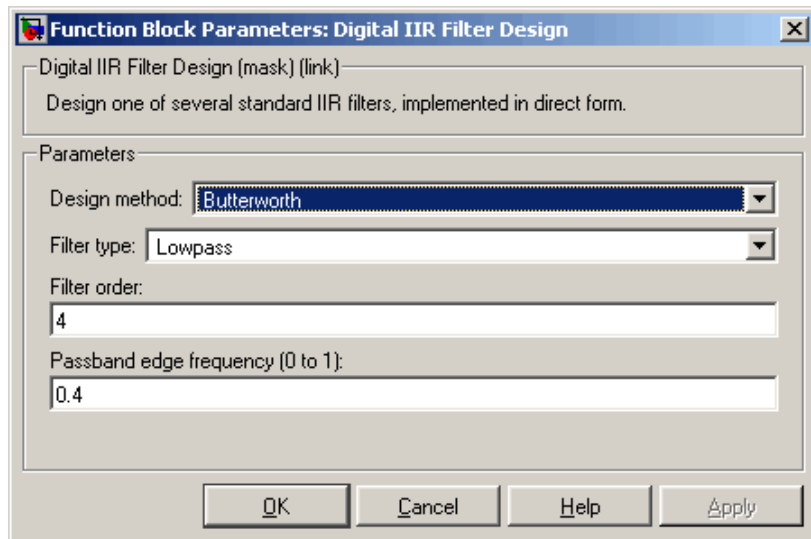 Function Block Parameters: Digital IIR Filter Design
Digital IIR Filter Design (mask) (link)
Design one of several standard IIR filters, implemented in direct form.
Parameters
Design method: Butterworth
Filter type: Lowpass
Filter order:
4
Passband edge frequency (0 to 1):
0.4
OK Cancel Help Apply